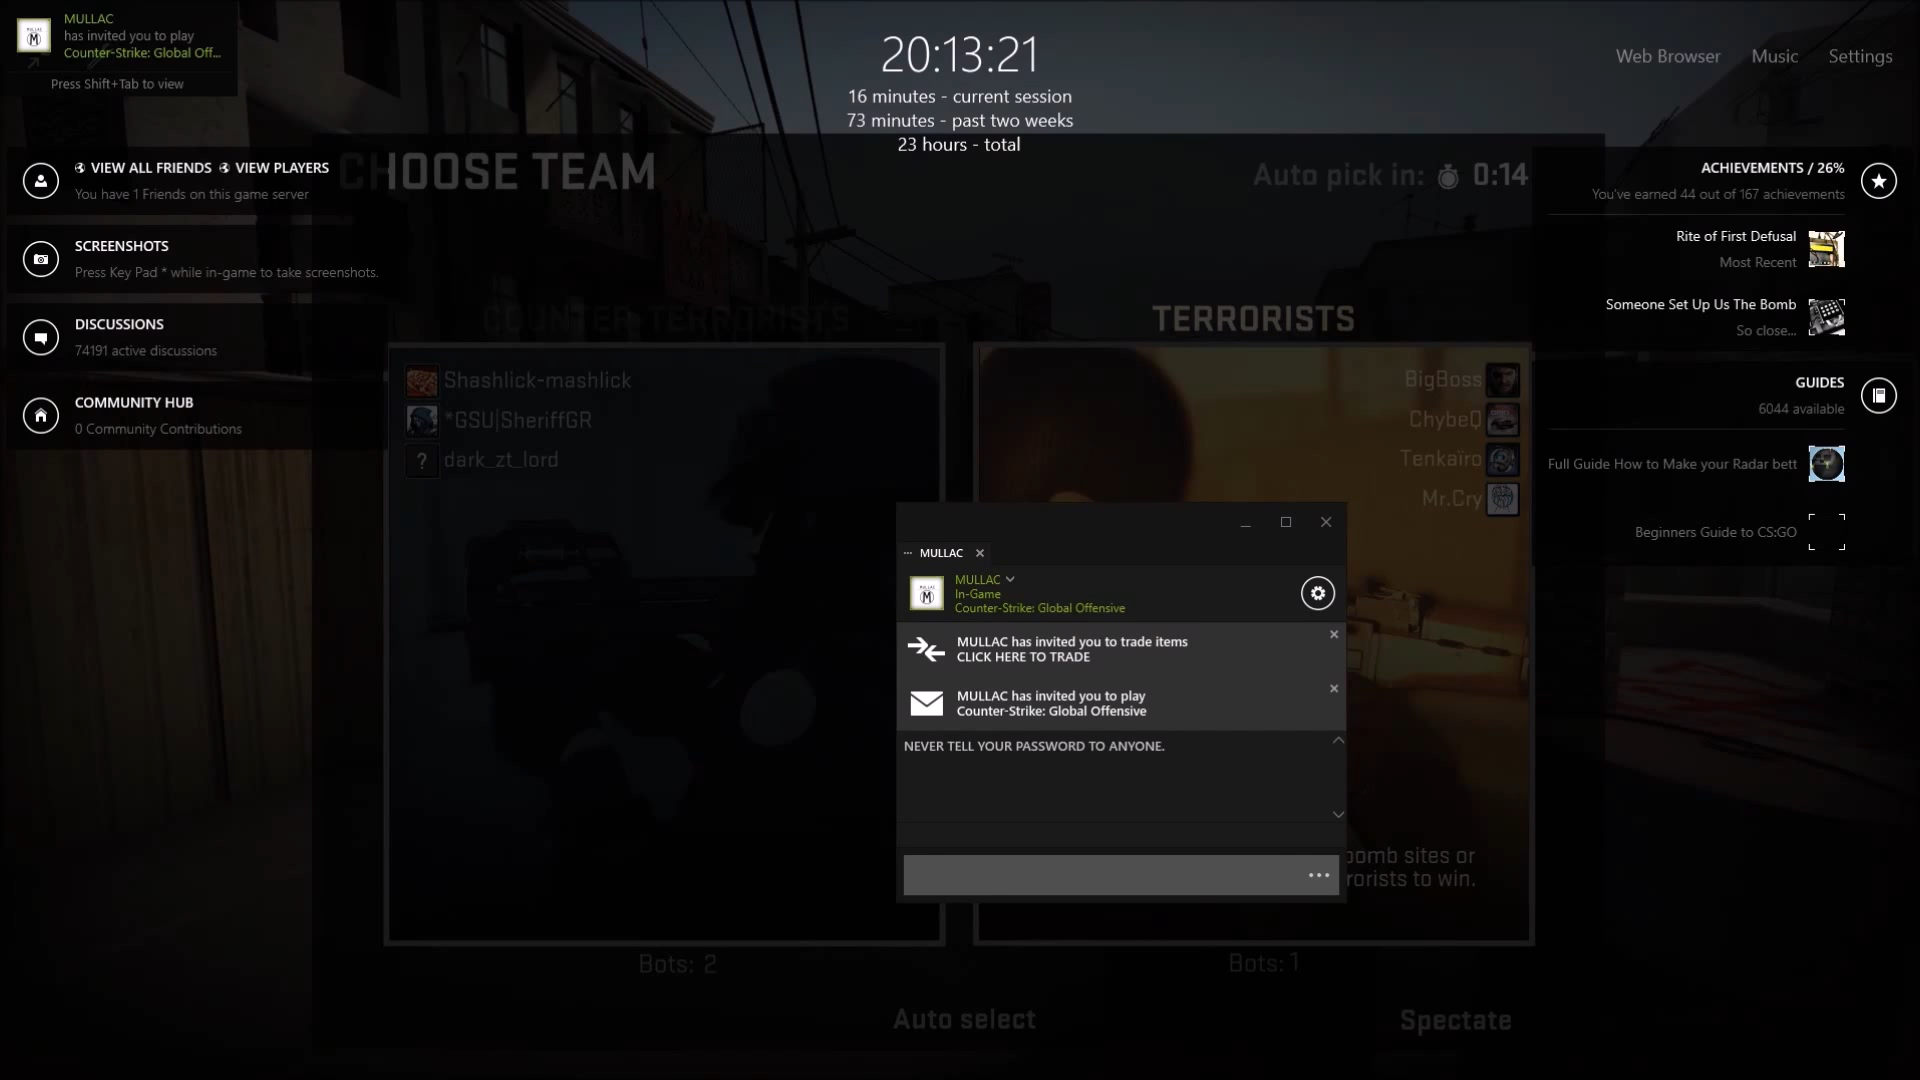 MULLAC
has invited you to play
Counter-Strike: Global Off...
Press Shift+Tab to view
20:13:21
16 minutes - current session
73 minutes - past two weeks
23 hours - total
Web Browser Music Settings
VIEW ALL FRIENDS VIEW PLAYERS
You have 1 Friends on this game server
SCREENSHOTS
Press Key Pad * while in-game to take screenshots.
DISCUSSIONS
74191 active discussions
COMMUNITY HUB
0 Community Contributions
CHOOSE TEAM
Auto pick in: 0:14
COUNTER-TERRORISTS
Shashlick-mashlick
*GSU|SheriffGR
? dark_zt_lord
Bots: 2
TERRORISTS
BigBoss
ChybeQ
Tenkaïro
Mr.Cry
bomb sites or
rorists to win.
Bots: 1
Auto select
Spectate
MULLAC
MULLAC
In-Game
Counter-Strike: Global Offensive
MULLAC has invited you to trade items
CLICK HERE TO TRADE
MULLAC has invited you to play
Counter-Strike: Global Offensive
NEVER TELL YOUR PASSWORD TO ANYONE.
ACHIEVEMENTS / 26%
You've earned 44 out of 167 achievements
Rite of First Defusal
Most Recent
Someone Set Up Us The Bomb
So close...
GUIDES
6044 available
Full Guide How to Make your Radar bett
Beginners Guide to CS:GO